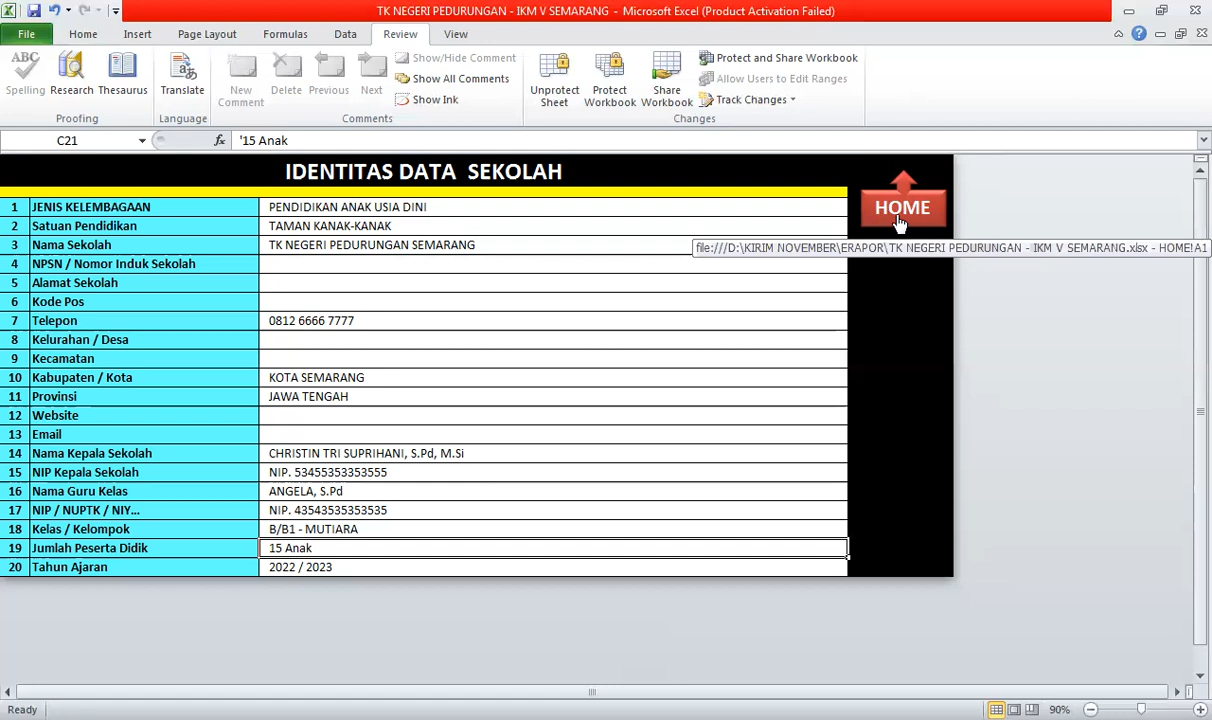 TK NEGERI PEDURUNGAN - IKM V SEMARANG - Microsoft Excel (Product Activation Failed)
File Home Insert Page Layout Formulas Data Review View
ABC
Spelling Research Thesaurus Translate New Comment Delete Previous Next Show/Hide Comment Show All Comments Show Ink Unprotect Sheet Protect Workbook Share Workbook Protect and Share Workbook Allow Users to Edit Ranges Track Changes
Proofing Language Comments Changes
C21 fx '15 Anak
IDENTITAS DATA SEKOLAH
HOME
1 JENIS KELEMBAGAAN PENDIDIKAN ANAK USIA DINI
2 Satuan Pendidikan TAMAN KANAK-KANAK
3 Nama Sekolah TK NEGERI PEDURUNGAN SEMARANG
file:///D:\KIRIM NOVEMBER\ERAPOR\TK NEGERI PEDURUNGAN - IKM V SEMARANG.xlsx - HOME!A1
4 NPSN / Nomor Induk Sekolah
5 Alamat Sekolah
6 Kode Pos
7 Telepon 0812 6666 7777
8 Kelurahan / Desa
9 Kecamatan
10 Kabupaten / Kota KOTA SEMARANG
11 Provinsi JAWA TENGAH
12 Website
13 Email
14 Nama Kepala Sekolah CHRISTIN TRI SUPRIHANI, S.Pd, M.Si
15 NIP Kepala Sekolah NIP. 53455353353555
16 Nama Guru Kelas ANGELA, S.Pd
17 NIP / NUPTK / NIY... NIP. 43543535353535
18 Kelas / Kelompok B/B1 - MUTIARA
19 Jumlah Peserta Didik 15 Anak
20 Tahun Ajaran 2022 / 2023
Ready 90%